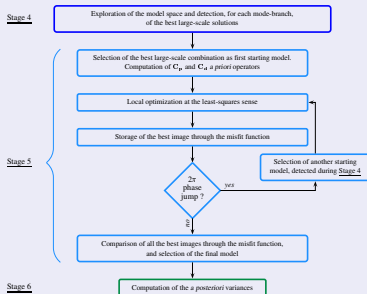 Stage 4
Exploration of the model space and detection, for each mode-branch,
of the best large-scale solutions
Stage 5
Selection of the best large-scale combination as first starting model.
Computation of Cp and Cd a priori operators
Local optimization at the least-squares sense
Storage of the best image through the misfit function
2π
phase
jump ?
yes
Selection of another starting
model, detected during Stage 4
no
Comparison of all the best images through the misfit function,
and selection of the final model
Stage 6
Computation of the a posteriori variances